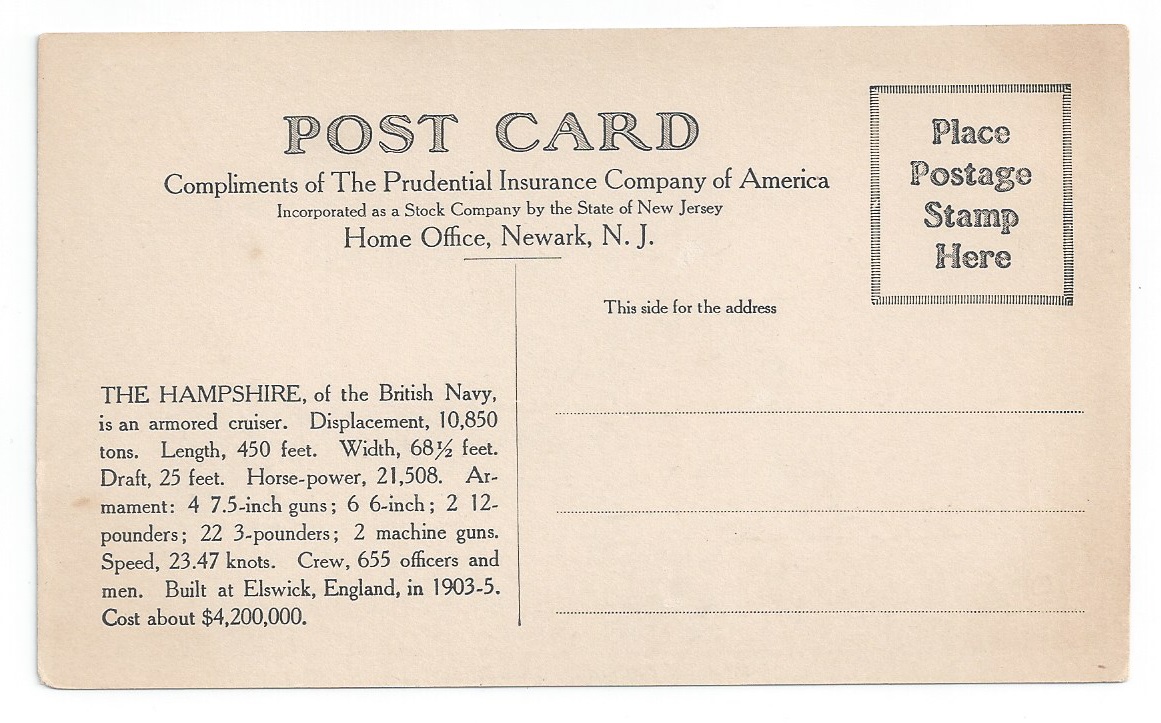 POST CARD
Compliments of The Prudential Insurance Company of America
Incorporated as a Stock Company by the State of New Jersey
Home Office, Newark, N. J.
Place
Postage
Stamp
Here
This side for the address
THE HAMPSHIRE, of the British Navy,
is an armored cruiser. Displacement, 10,850
tons. Length, 450 feet. Width, 68½ feet.
Draft, 25 feet. Horse-power, 21,508. Ar-
mament: 4 7.5-inch guns; 6 6-inch; 2 12-
pounders; 22 3-pounders; 2 machine guns.
Speed, 23.47 knots. Crew, 655 officers and
men. Built at Elswick, England, in 1903-5.
Cost about $4,200,000.